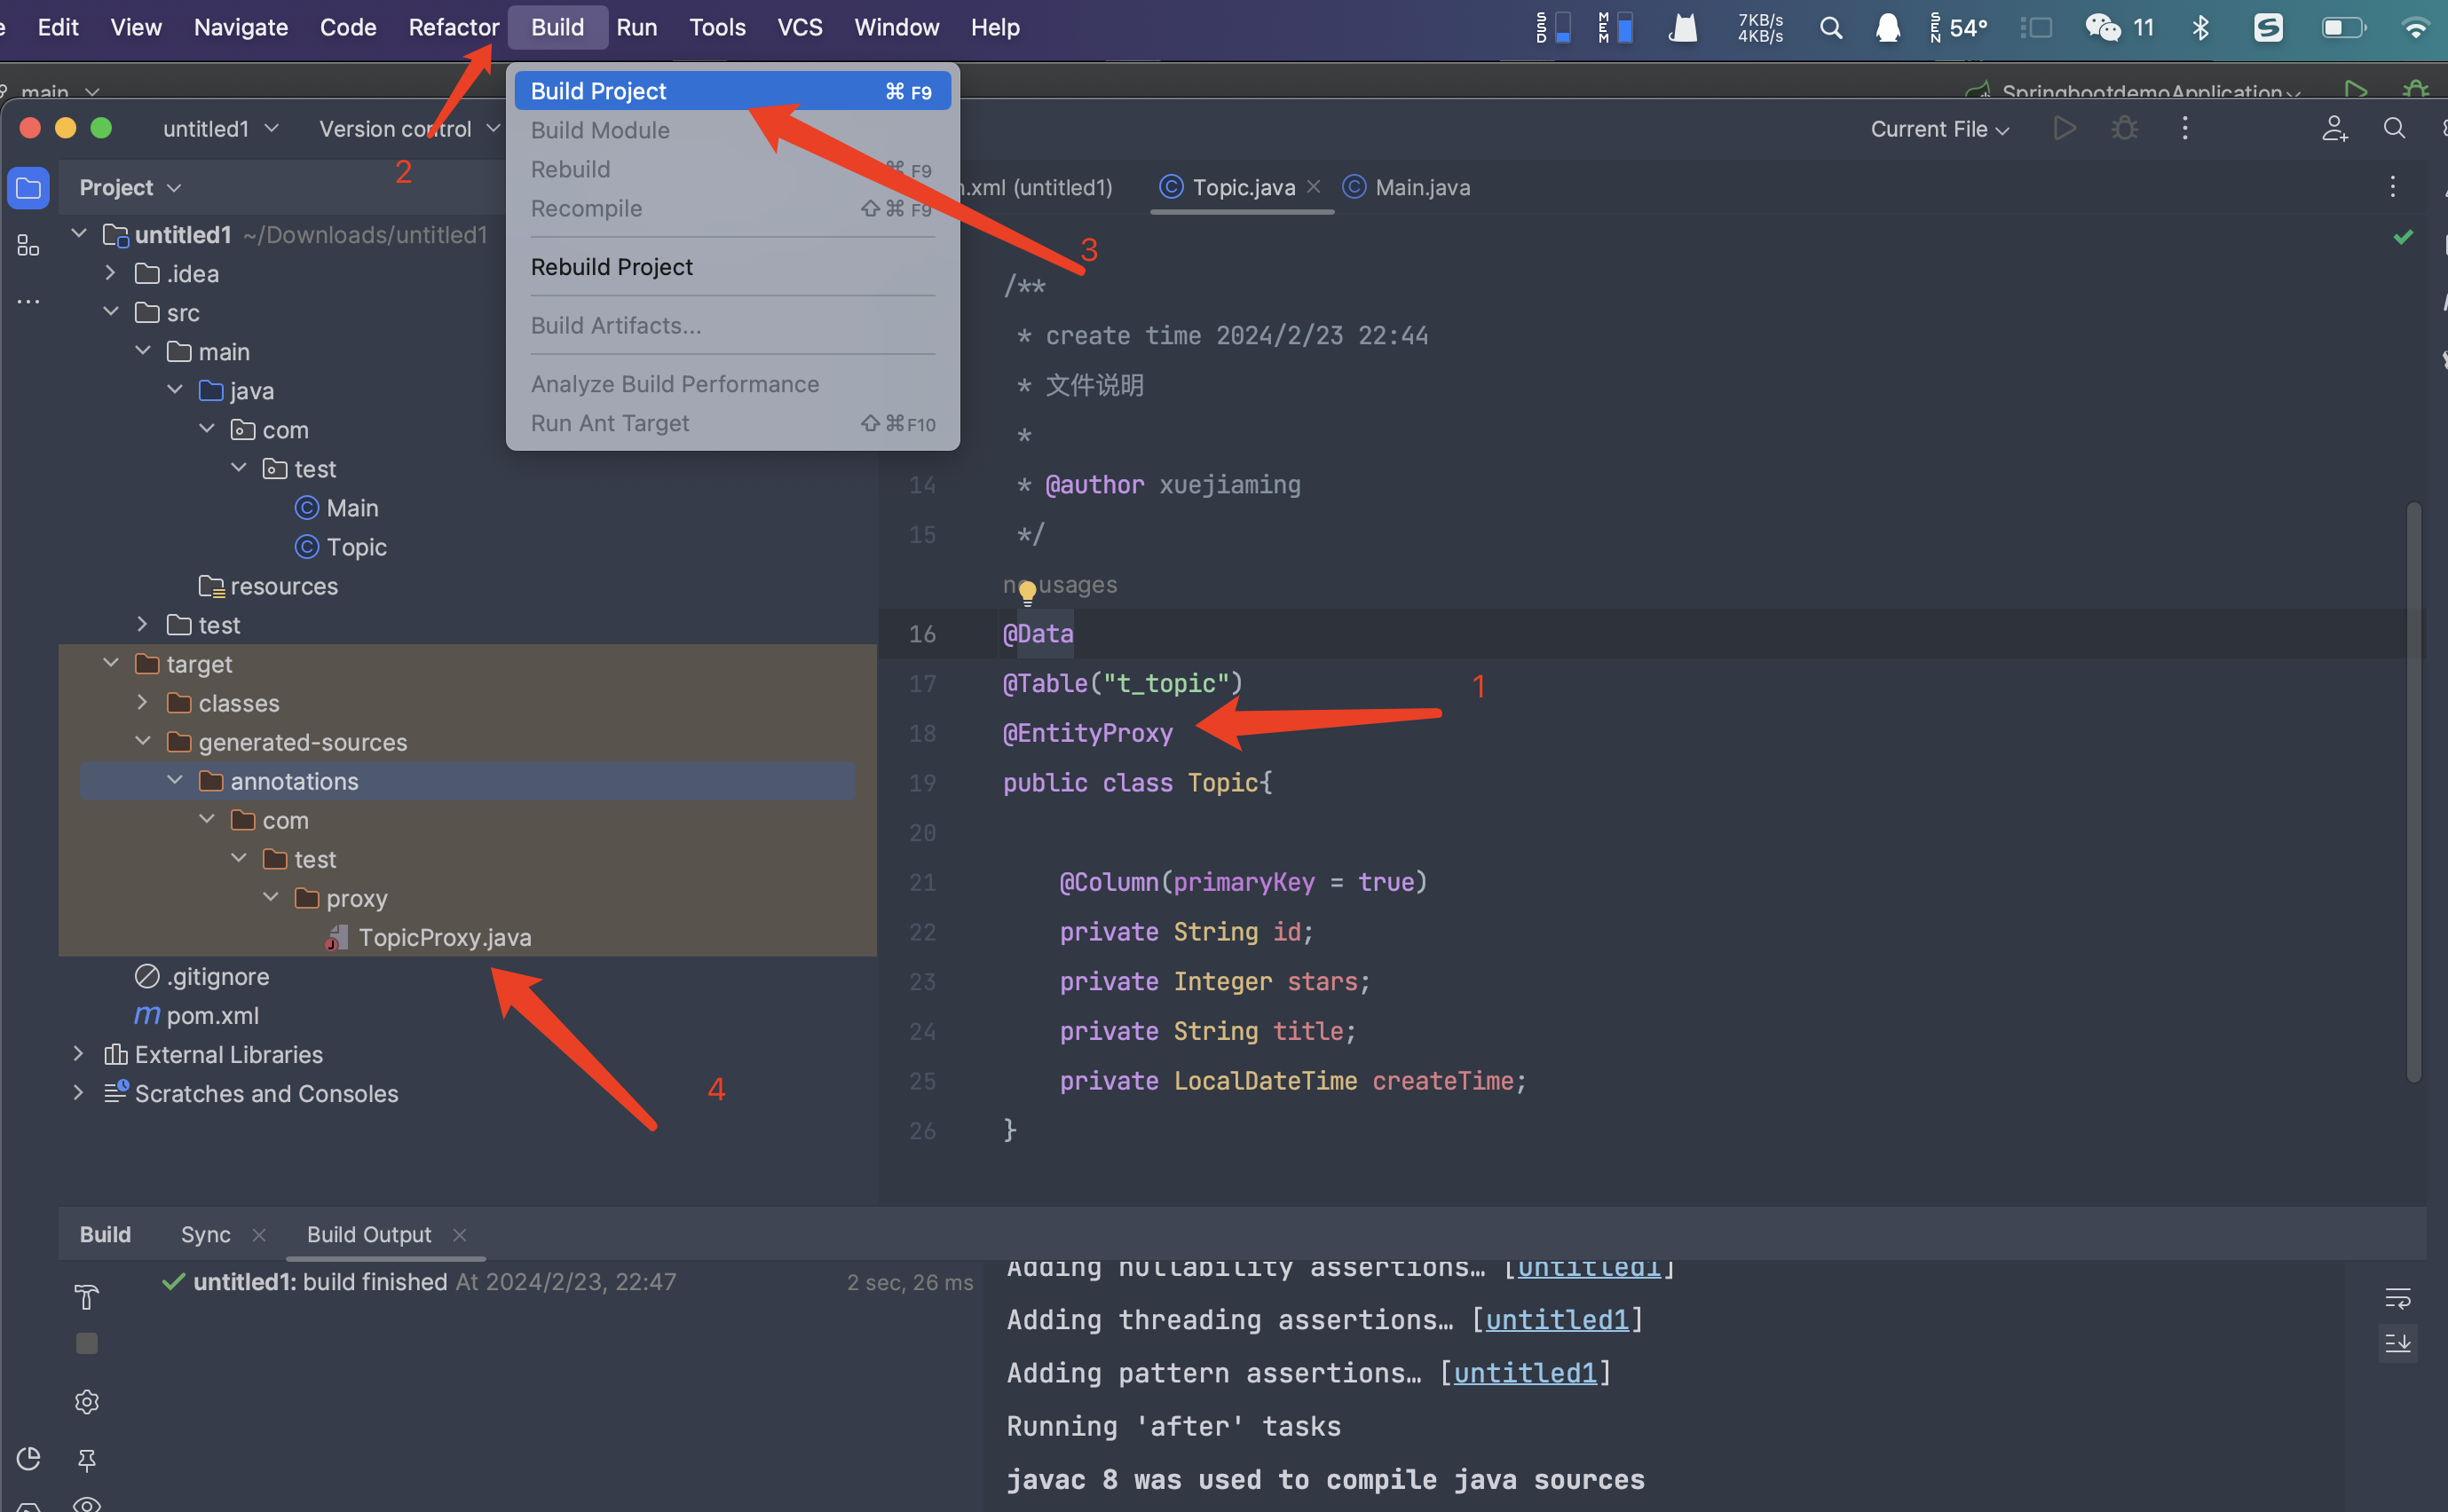 Edit View Navigate Code Refactor Build Run Tools VCS Window Help
SSD MEM 7KB/s 4KB/s SEN 54° 11
main SpringbootdemoApplication
untitled1 Version control Current File
Build Project ⌘ F9
Build Module
Rebuild ⌘ F9
Recompile ⇧⌘ F9
Rebuild Project
Build Artifacts...
Analyze Build Performance
Run Ant Target ⇧⌘F10
2
3
Project
untitled1 ~/Downloads/untitled1
.idea
src
main
java
com
test
Main
Topic
resources
test
target
classes
generated-sources
annotations
com
test
proxy
TopicProxy.java
.gitignore
pom.xml
External Libraries
Scratches and Consoles
4
.xml (untitled1) Topic.java Main.java
/**
* create time 2024/2/23 22:44
* 文件说明
*
14 * @author xuejiaming
15 */
usages
16 @Data
17 @Table("t_topic")
1
18 @EntityProxy
19 public class Topic{
20
21 @Column(primaryKey = true)
22 private String id;
23 private Integer stars;
24 private String title;
25 private LocalDateTime createTime;
26 }
Build Sync Build Output
untitled1: build finished At 2024/2/23, 22:47 2 sec, 26 ms
Adding nullability assertions… [untitled1]
Adding threading assertions… [untitled1]
Adding pattern assertions… [untitled1]
Running 'after' tasks
javac 8 was used to compile java sources